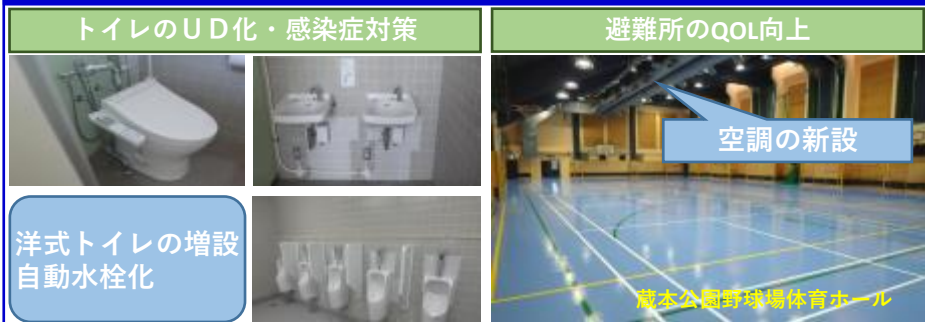 トイレのＵＤ化・感染症対策
避難所のQOL向上
空調の新設
洋式トイレの増設
自動水栓化
蔵本公園野球場体育ホール